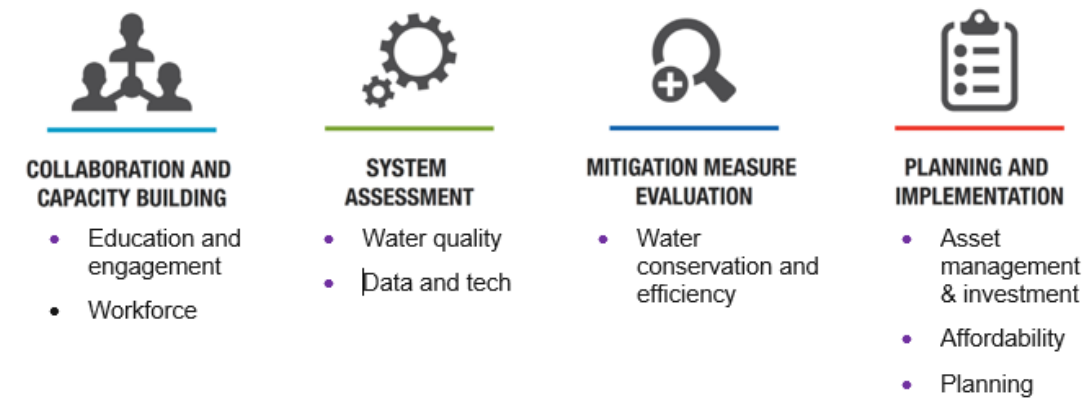 COLLABORATION AND
CAPACITY BUILDING
• Education and
engagement
• Workforce
SYSTEM
ASSESSMENT
• Water quality
• Data and tech
MITIGATION MEASURE
EVALUATION
• Water
conservation and
efficiency
PLANNING AND
IMPLEMENTATION
• Asset
management
& investment
• Affordability
• Planning